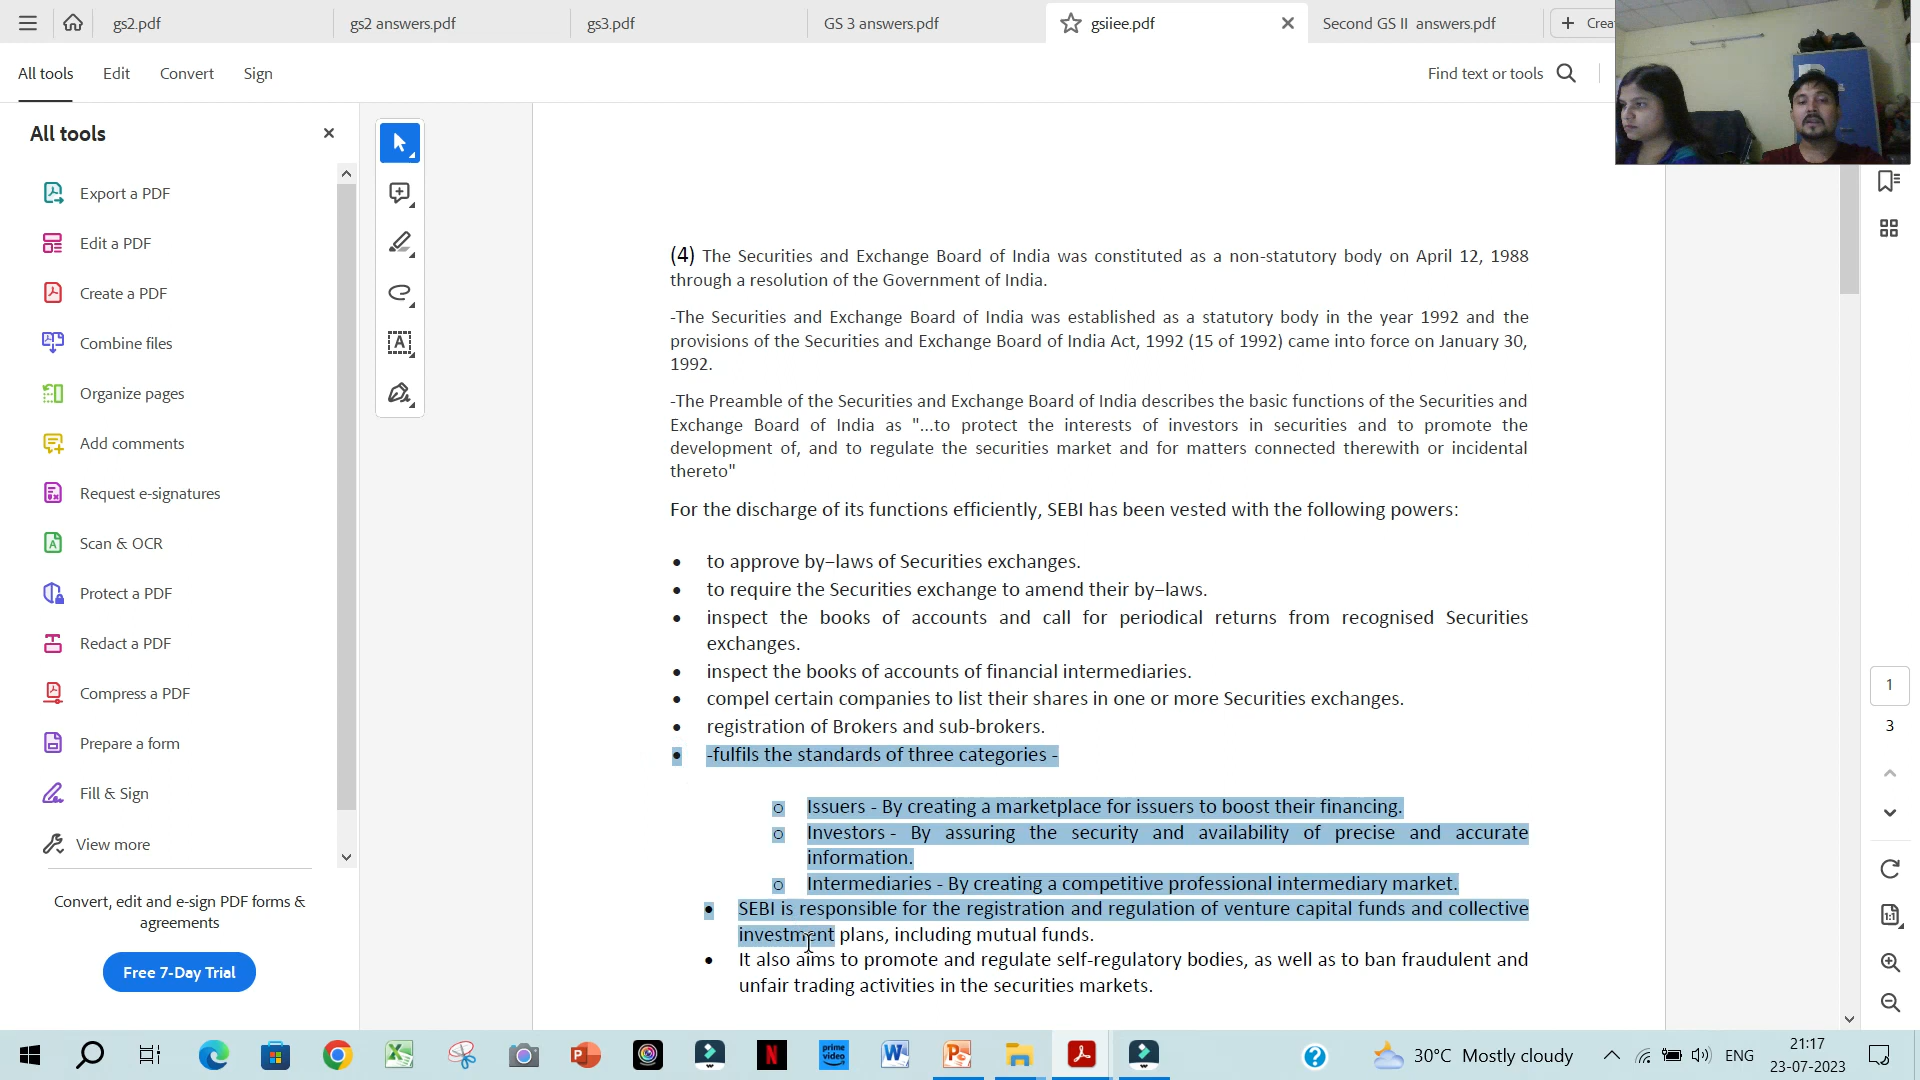 gs2.pdf
gs2 answers.pdf
gs3.pdf
GS 3 answers.pdf
gsiiee.pdf
Second GS II answers.pdf
Crea
All tools
Edit
Convert
Sign
Find text or tools
All tools
Export a PDF
Edit a PDF
Create a PDF
Combine files
Organize pages
Add comments
Request e-signatures
Scan & OCR
Protect a PDF
Redact a PDF
Compress a PDF
Prepare a form
Fill & Sign
View more
Convert, edit and e-sign PDF forms &
agreements
Free 7-Day Trial
(4) The Securities and Exchange Board of India was constituted as a non-statutory body on April 12, 1988
through a resolution of the Government of India.
-The Securities and Exchange Board of India was established as a statutory body in the year 1992 and the
provisions of the Securities and Exchange Board of India Act, 1992 (15 of 1992) came into force on January 30,
1992.
-The Preamble of the Securities and Exchange Board of India describes the basic functions of the Securities and
Exchange Board of India as "...to protect the interests of investors in securities and to promote the
development of, and to regulate the securities market and for matters connected therewith or incidental
thereto"
For the discharge of its functions efficiently, SEBI has been vested with the following powers:
• to approve by–laws of Securities exchanges.
• to require the Securities exchange to amend their by–laws.
• inspect the books of accounts and call for periodical returns from recognised Securities
exchanges.
• inspect the books of accounts of financial intermediaries.
• compel certain companies to list their shares in one or more Securities exchanges.
• registration of Brokers and sub-brokers.
• -fulfils the standards of three categories -
o Issuers - By creating a marketplace for issuers to boost their financing.
o Investors - By assuring the security and availability of precise and accurate
information.
o Intermediaries - By creating a competitive professional intermediary market.
• SEBI is responsible for the registration and regulation of venture capital funds and collective
investment plans, including mutual funds.
• It also aims to promote and regulate self-regulatory bodies, as well as to ban fraudulent and
unfair trading activities in the securities markets.
1
3
30°C Mostly cloudy
ENG
21:17
23-07-2023
prime
video